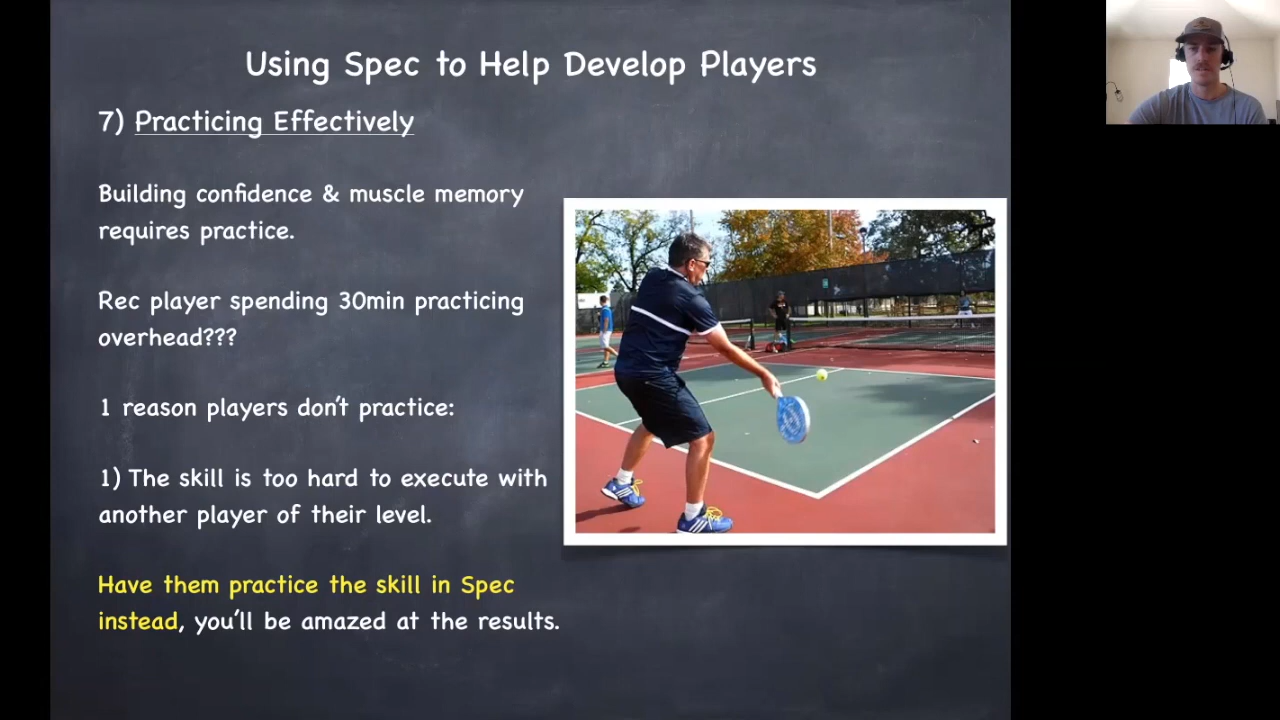 Using Spec to Help Develop Players
7) Practicing Effectively
Building confidence & muscle memory
requires practice.
Rec player spending 30min practicing
overhead???
1 reason players don't practice:
1) The skill is too hard to execute with
another player of their level.
Have them practice the skill in Spec
instead, you'll be amazed at the results.